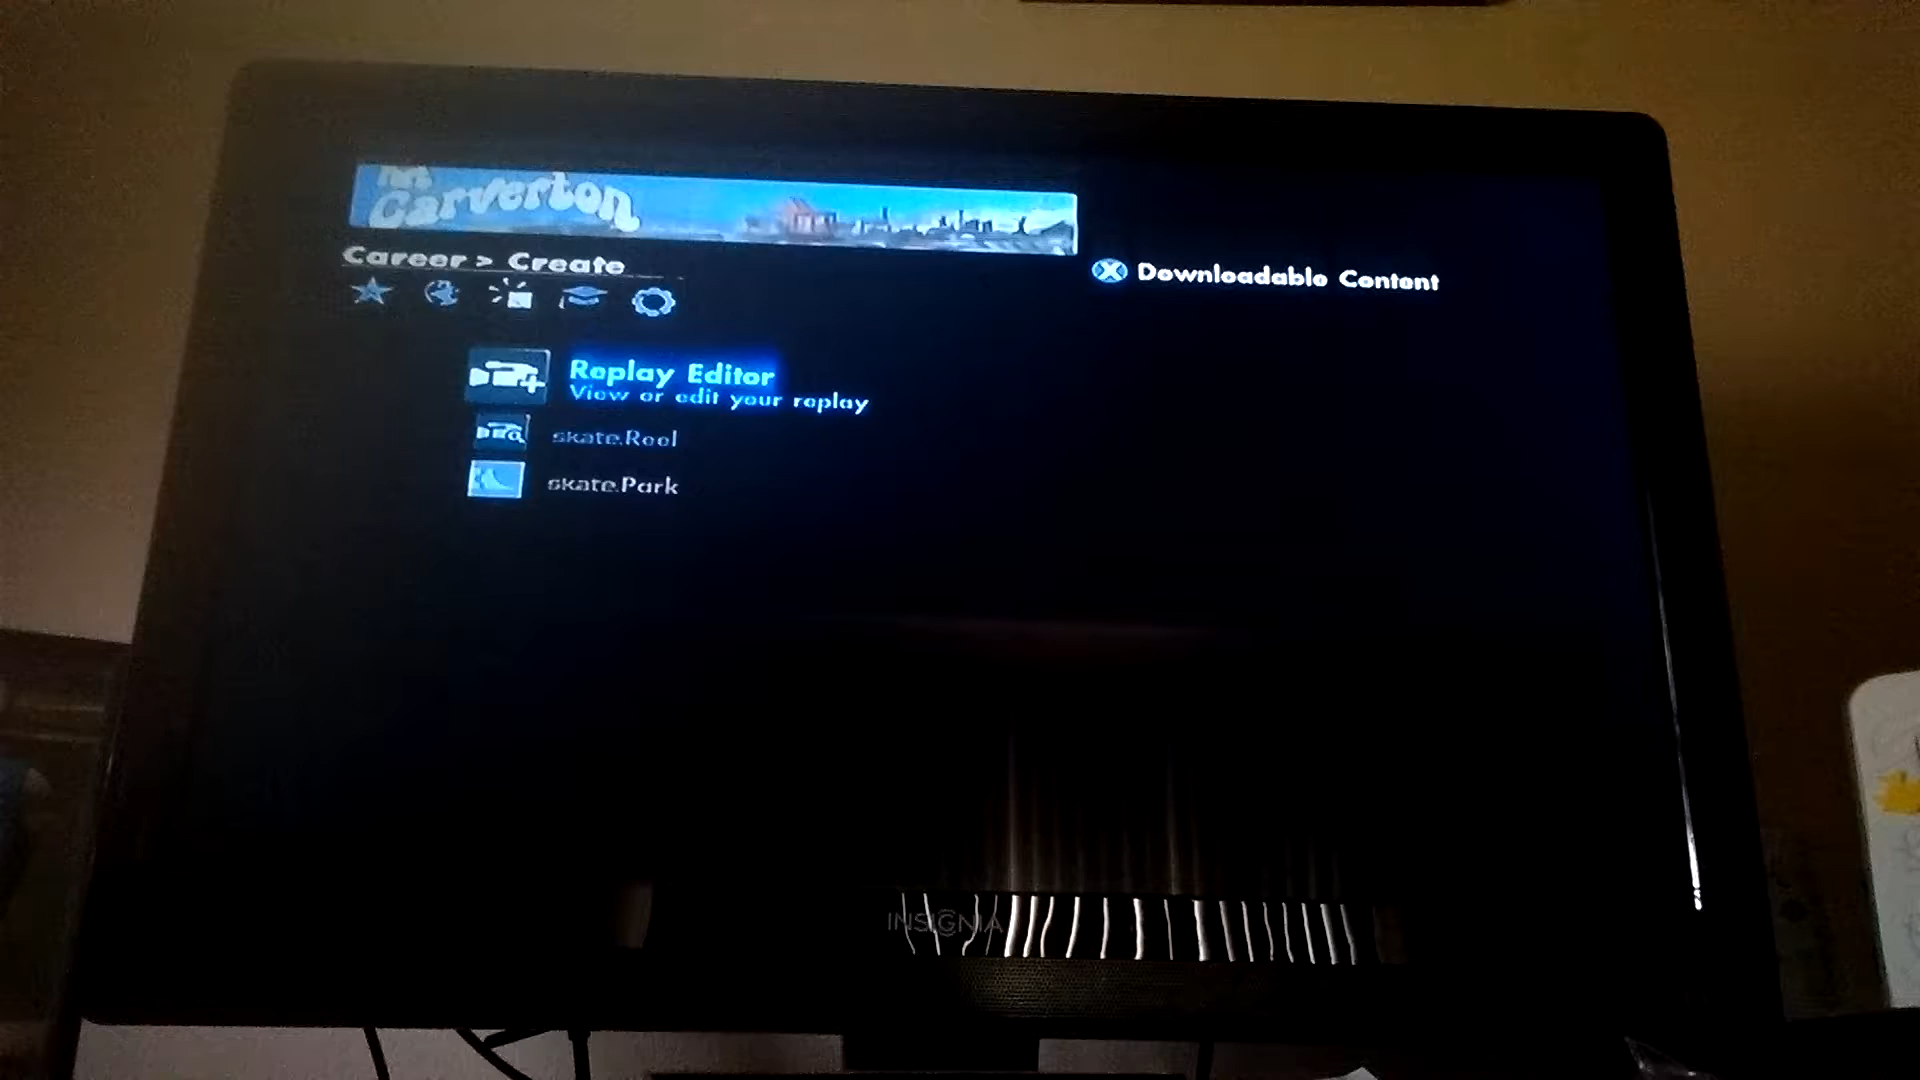 Carverton
Career > Create
Downloadable Content
Replay Editor
View or edit your replay
skate.Reel
skate.Park
INSIGNIA